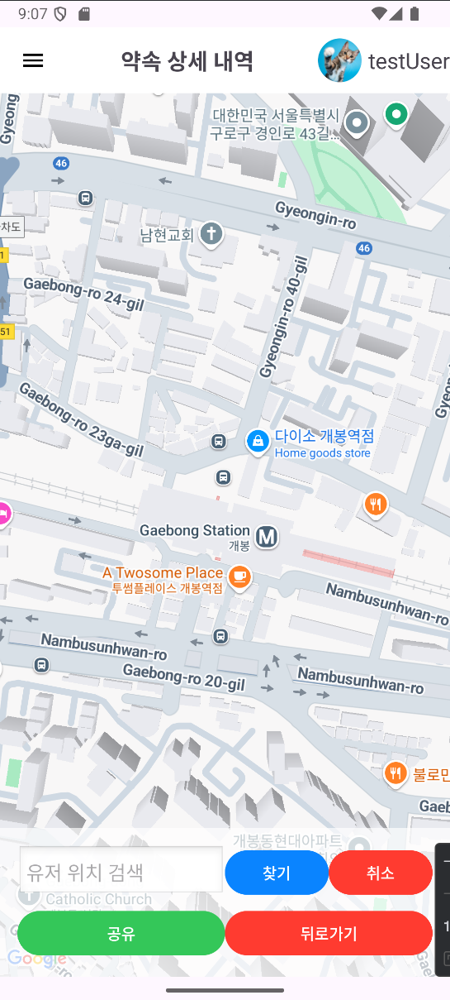 9:07
약속 상세 내역
testUser
Gyeong
대한민국 서울특별시
구로구 경인로 43길...
46
Gyeongin-ro
차도
남현교회
46
1
Gaebong-ro 24-gil
Gyeongin-ro 40-gil
51
Gaebong-ro 23ga-gil
Gye
다이소 개봉역점
Home goods store
Gaebong Station
개봉
M
A Twosome Place
투썸플레이스 개봉역점
Nambusunhwan-ro
Nambusunhwan-ro
Gaebong-ro 20-gil
Nambusunhwan-ro
불로만
Gaeb
개봉동현대아파트
유저 위치 검색
찾기
취소
Catholic Church
공유
뒤로가기
Google